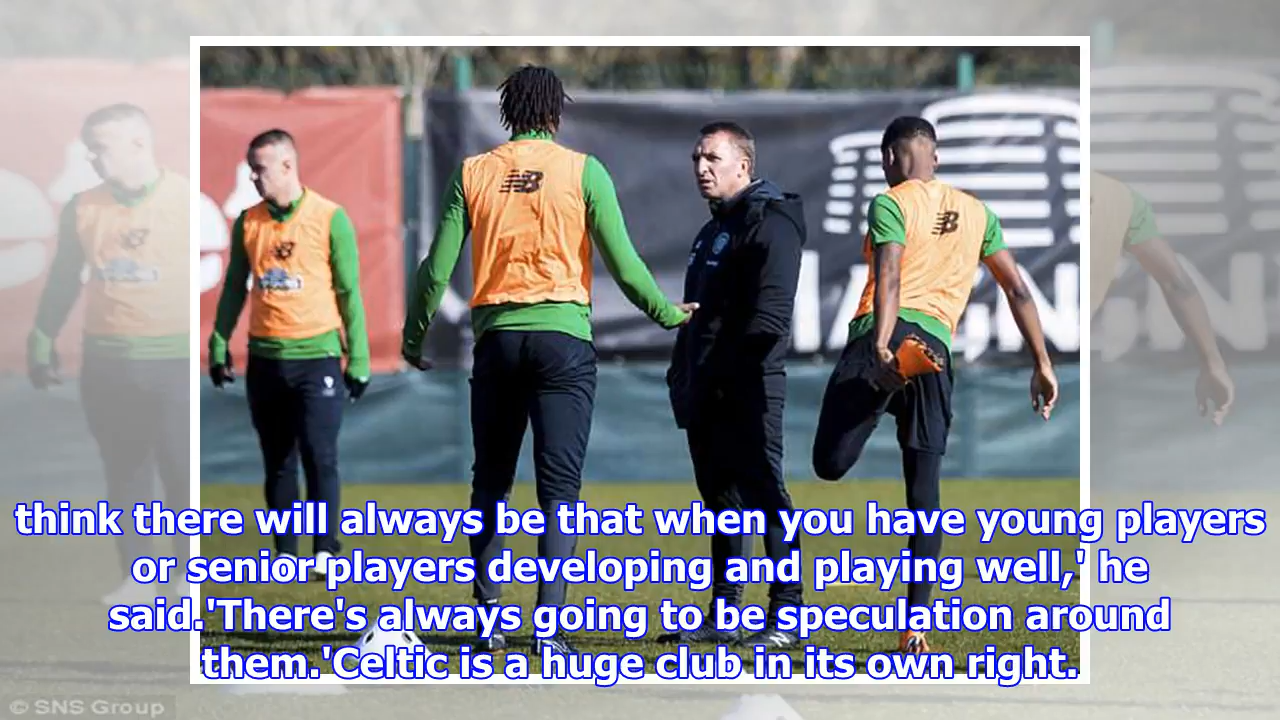 think there will always be that when you have young players
or senior players developing and playing well,' he
said.'There's always going to be speculation around
them.'Celtic is a huge club in its own right.
© SNS Group